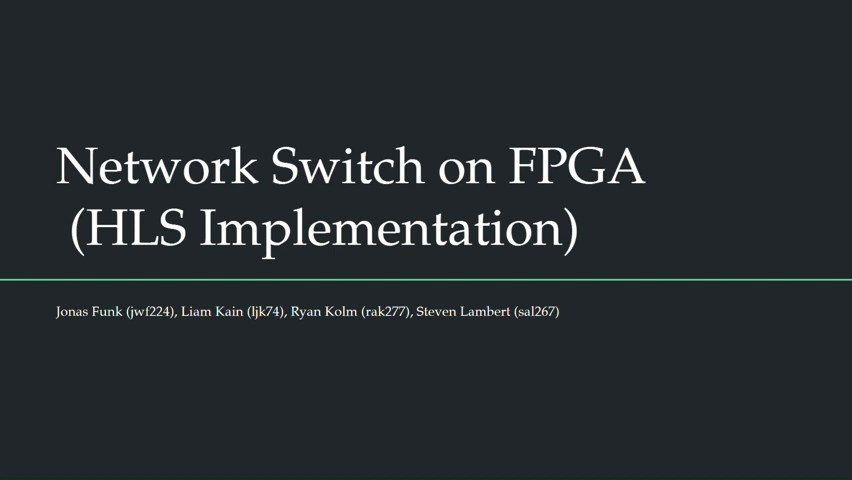 Network Switch on FPGA
(HLS Implementation)
Jonas Funk (jwf224), Liam Kain (ljk74), Ryan Kolm (rak277), Steven Lambert (sal267)